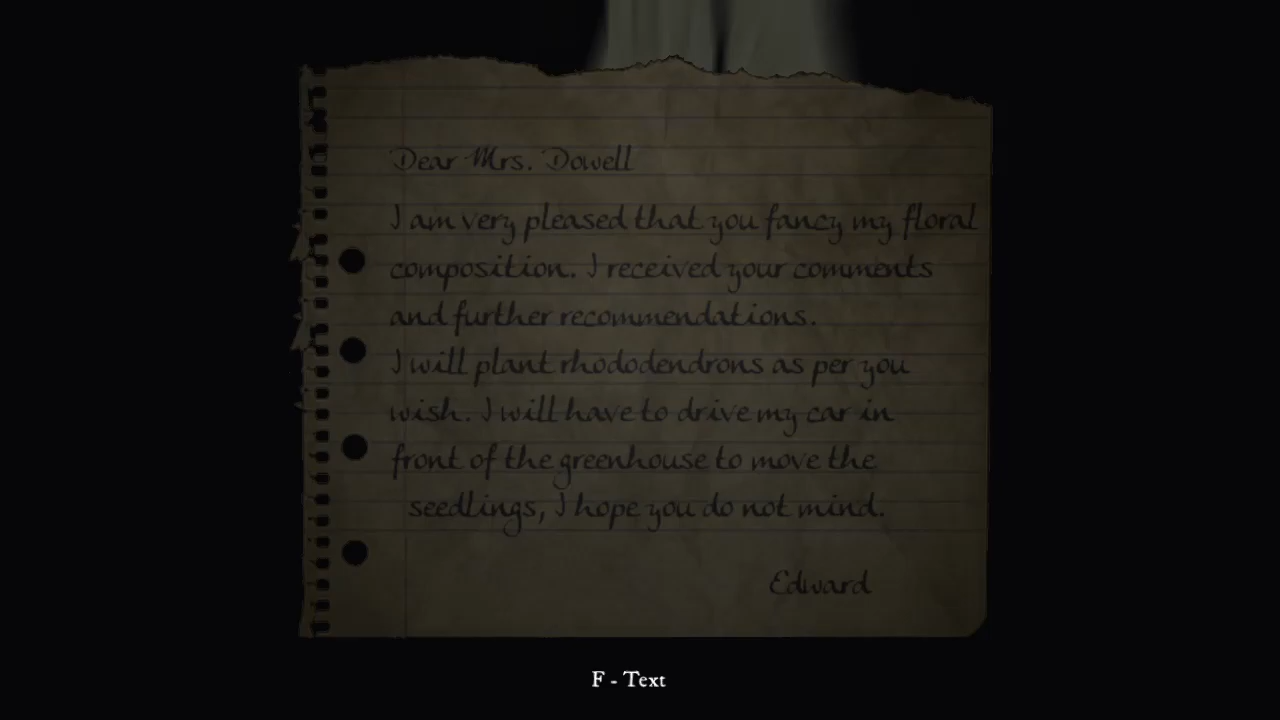 Dear Mrs. Dowell
I am very pleased that you fancy my floral
composition. I received your comments
and further recommendations.
I will plant rhododendrons as per you
wish. I will have to drive my car in
front of the greenhouse to move the
seedlings, I hope you do not mind.
Edward
F - Text